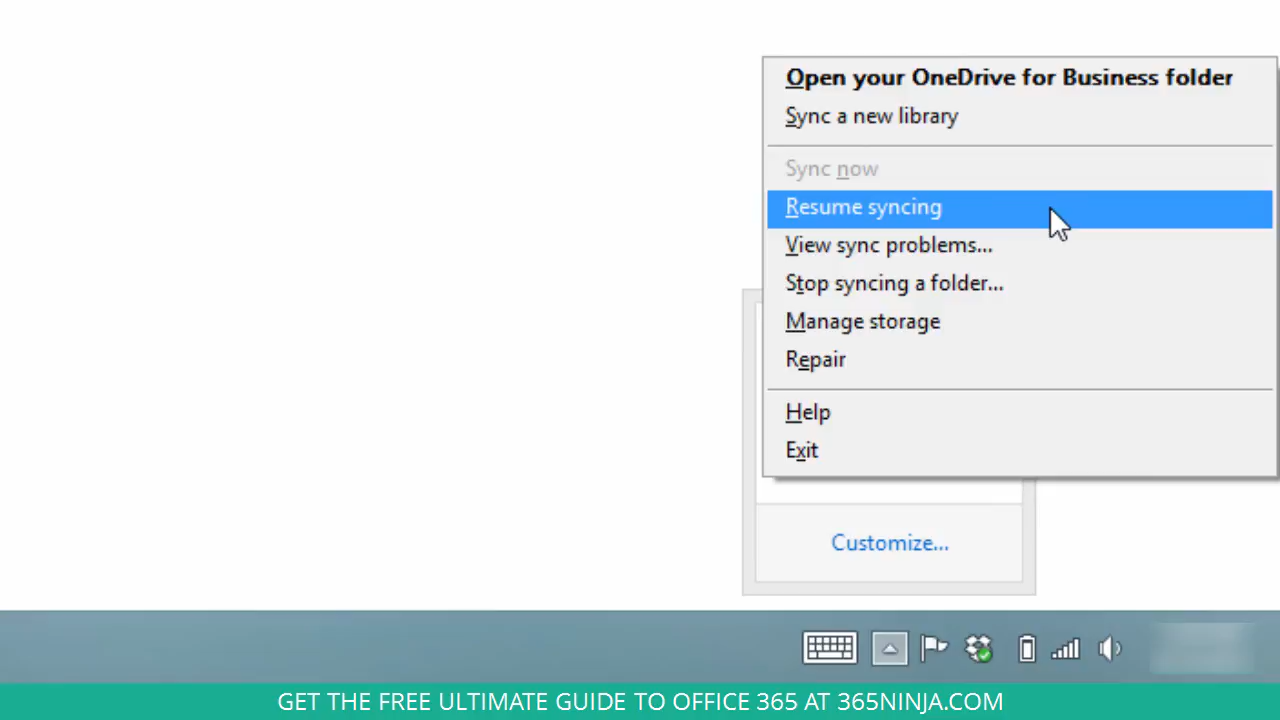 Open your OneDrive for Business folder
Sync a new library
Sync now
Resume syncing
View sync problems...
Stop syncing a folder...
Manage storage
Repair
Help
Exit
Customize...
GET THE FREE ULTIMATE GUIDE TO OFFICE 365 AT 365NINJA.COM